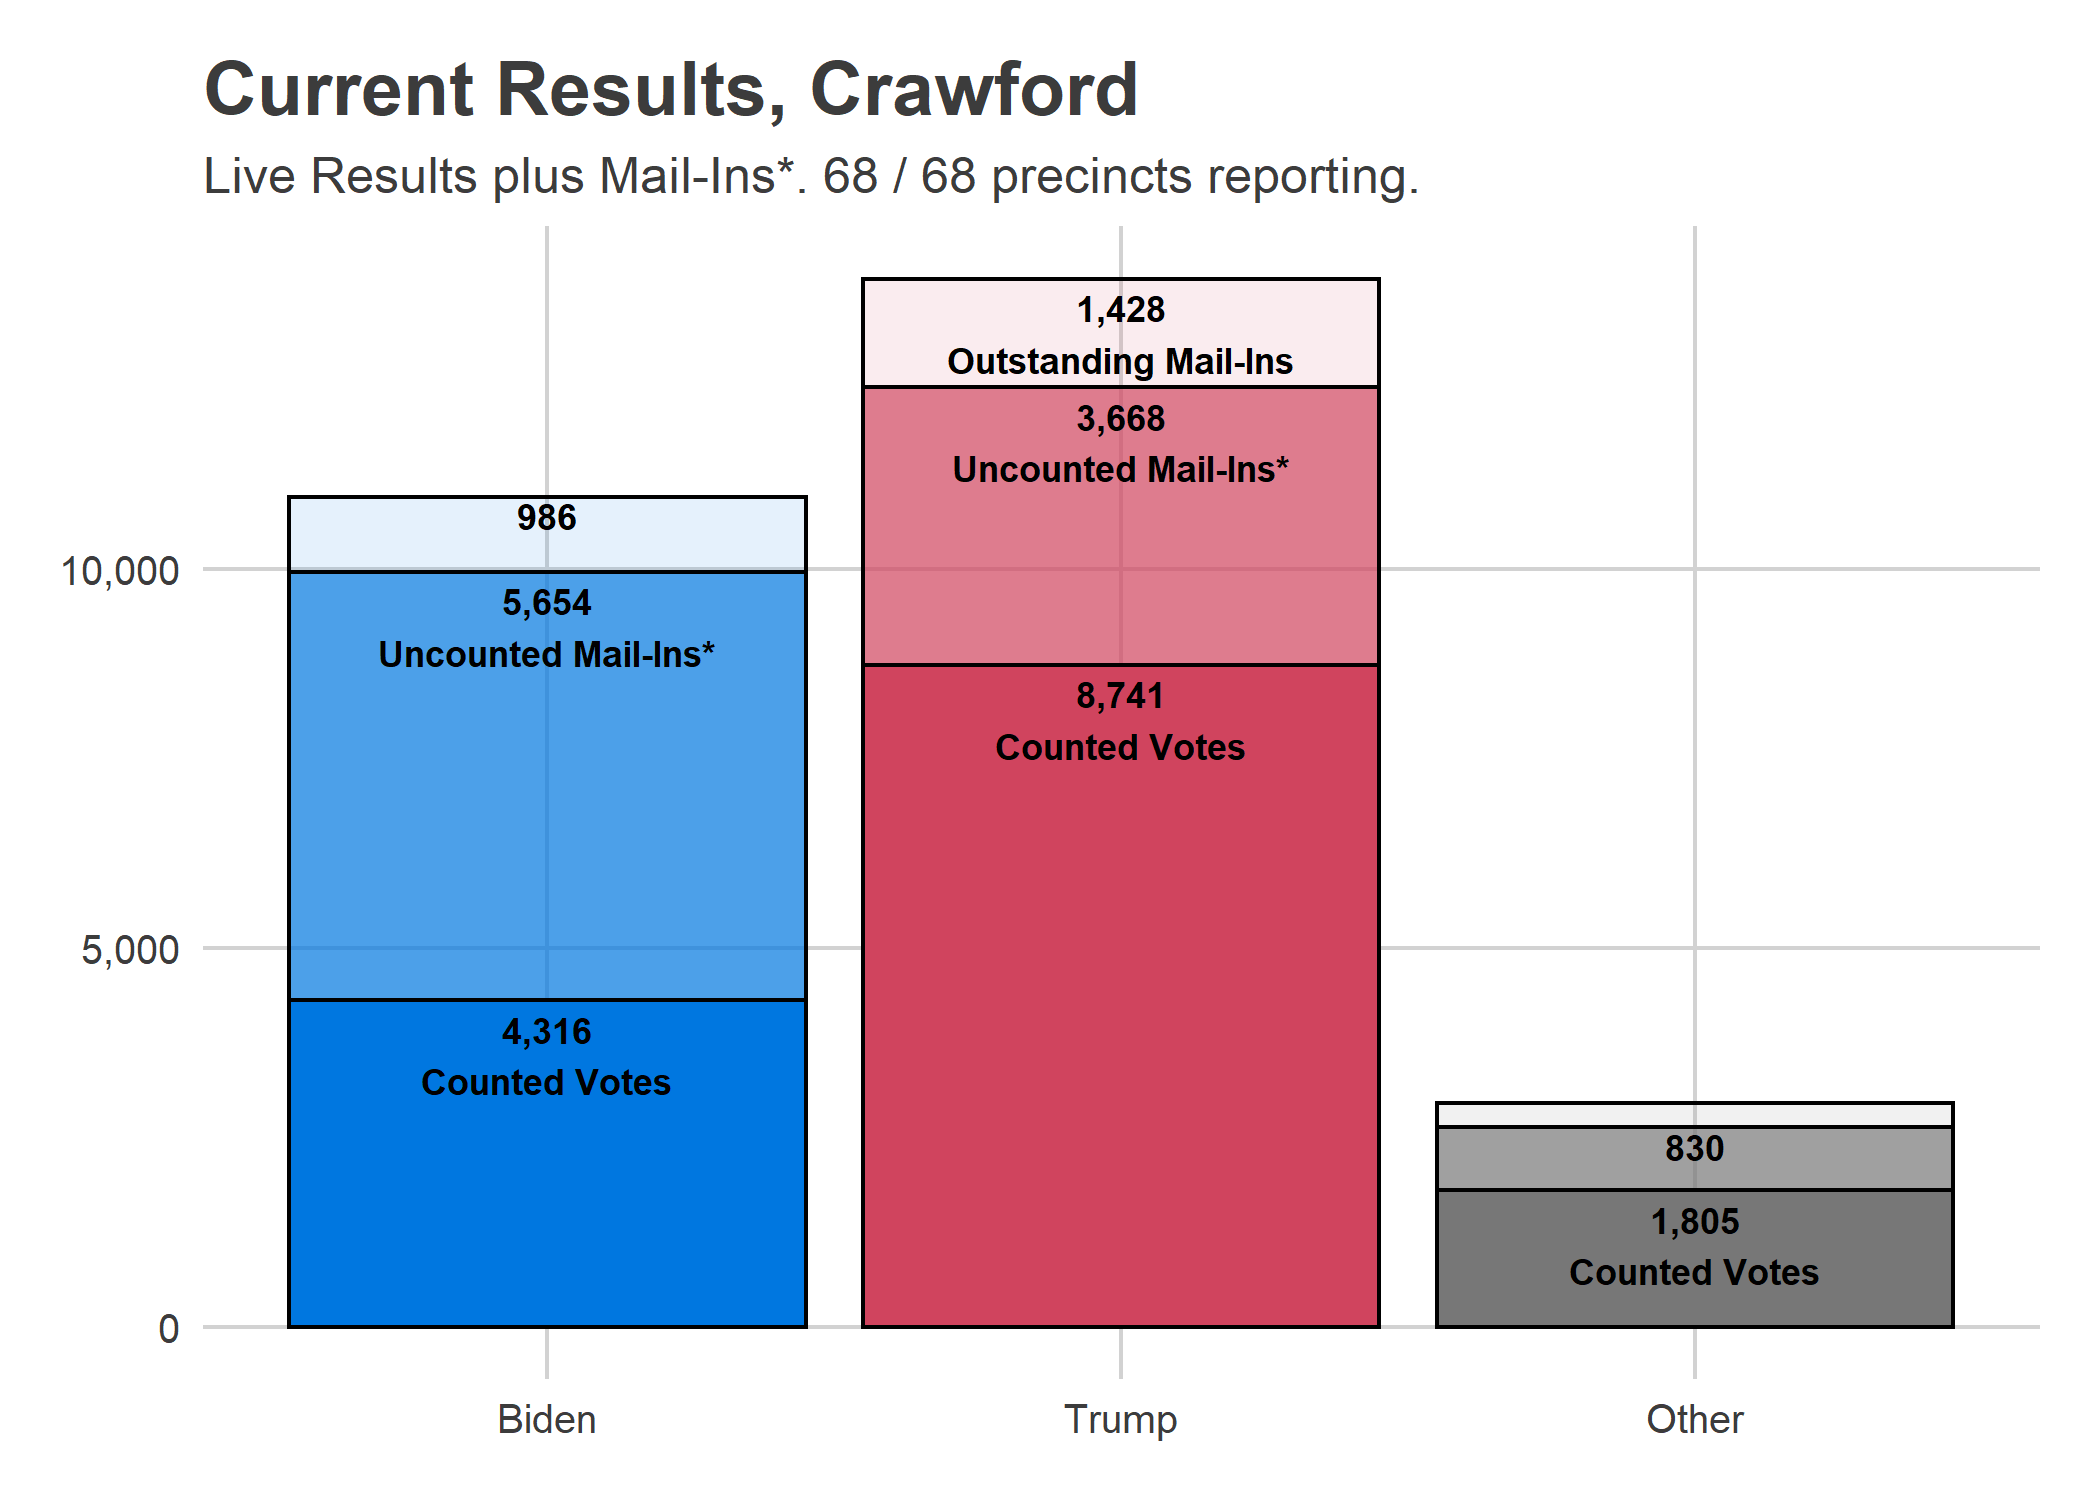 Current Results, Crawford
Live Results plus Mail-Ins*. 68 / 68 precincts reporting.
1,428
Outstanding Mail-Ins
3,668
Uncounted Mail-Ins*
986
10,000
5,654
Uncounted Mail-Ins*
8,741
Counted Votes
5,000
4,316
Counted Votes
830
1,805
Counted Votes
0
Biden
Trump
Other